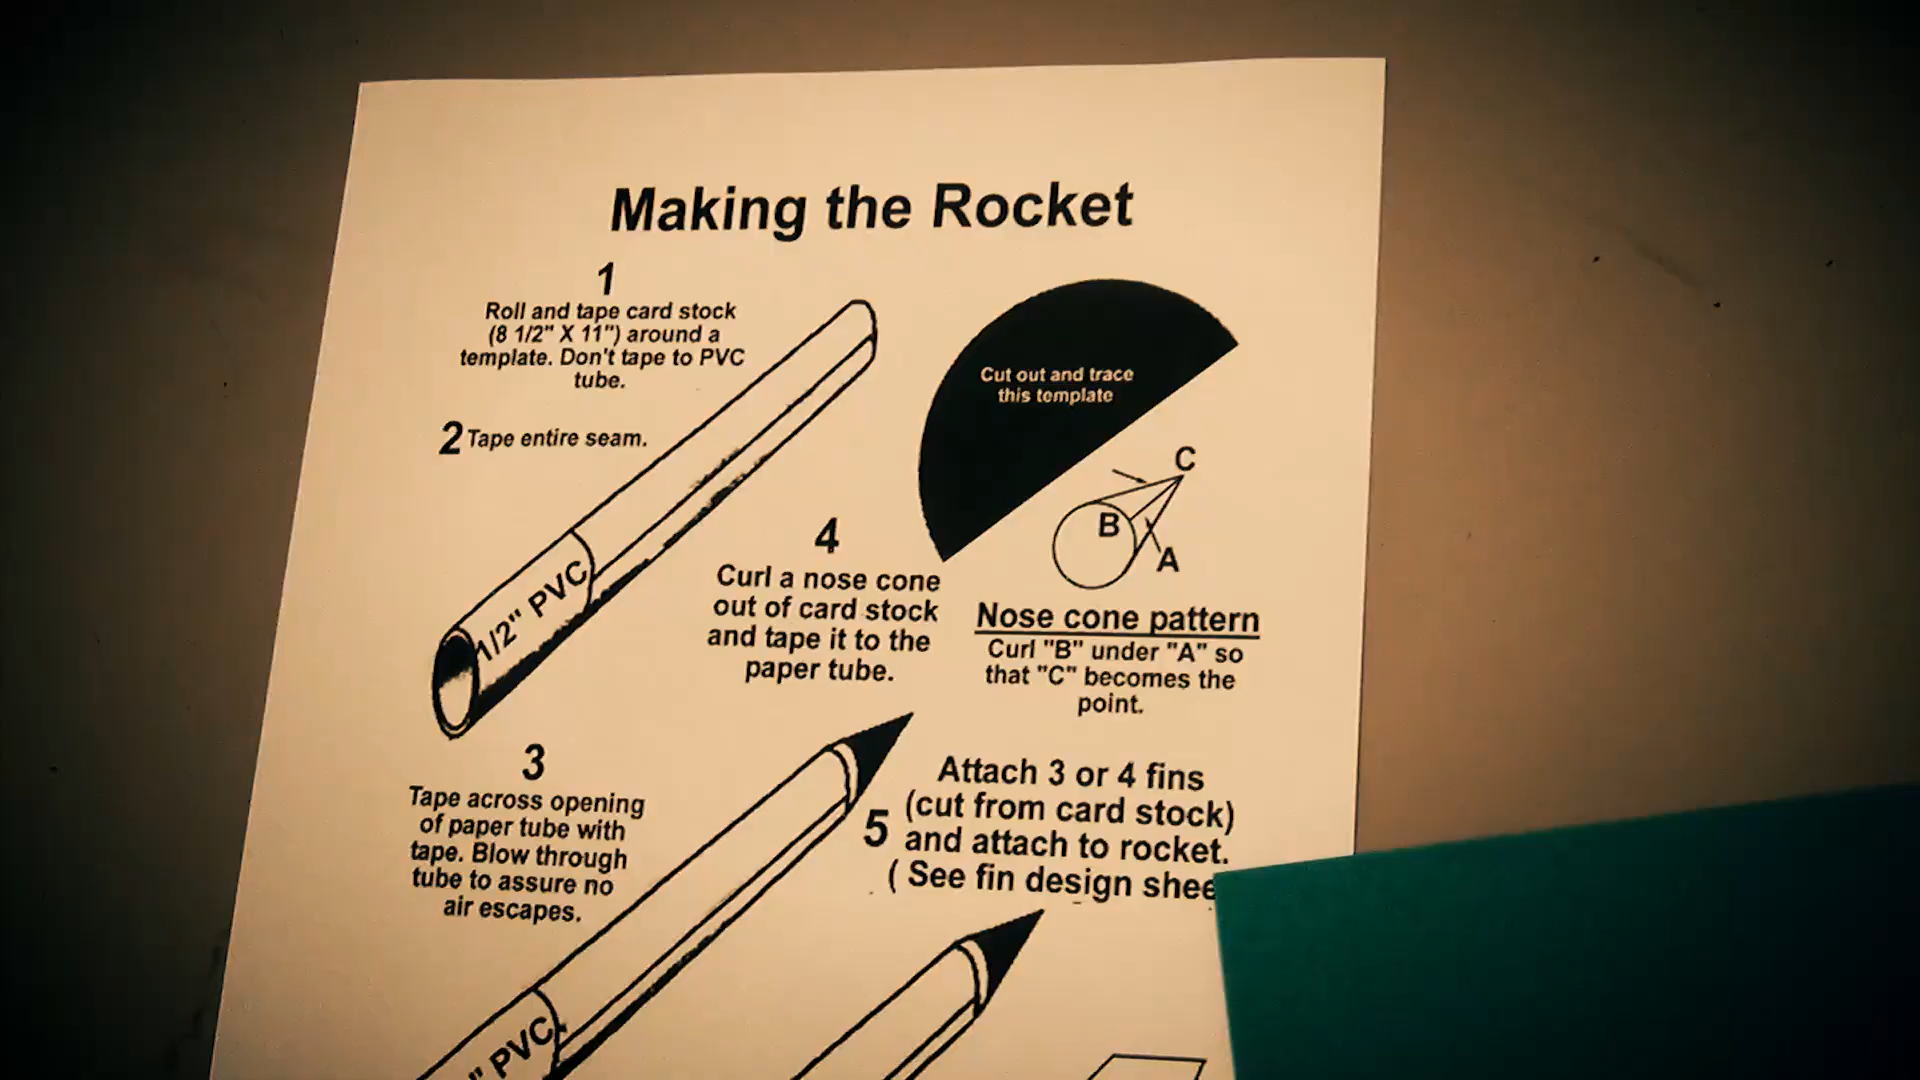 Making the Rocket
1
Roll and tape card stock
(8 1/2" X 11") around a
template. Don't tape to PVC
tube.
2 Tape entire seam.
1/2" PVC
Cut out and trace
this template
C
B
A
Nose cone pattern
Curl "B" under "A" so
that "C" becomes the
point.
4
Curl a nose cone
out of card stock
and tape it to the
paper tube.
3
Tape across opening
of paper tube with
tape. Blow through
tube to assure no
air escapes.
5
Attach 3 or 4 fins
(cut from card stock)
and attach to rocket.
( See fin design shee
" PVC